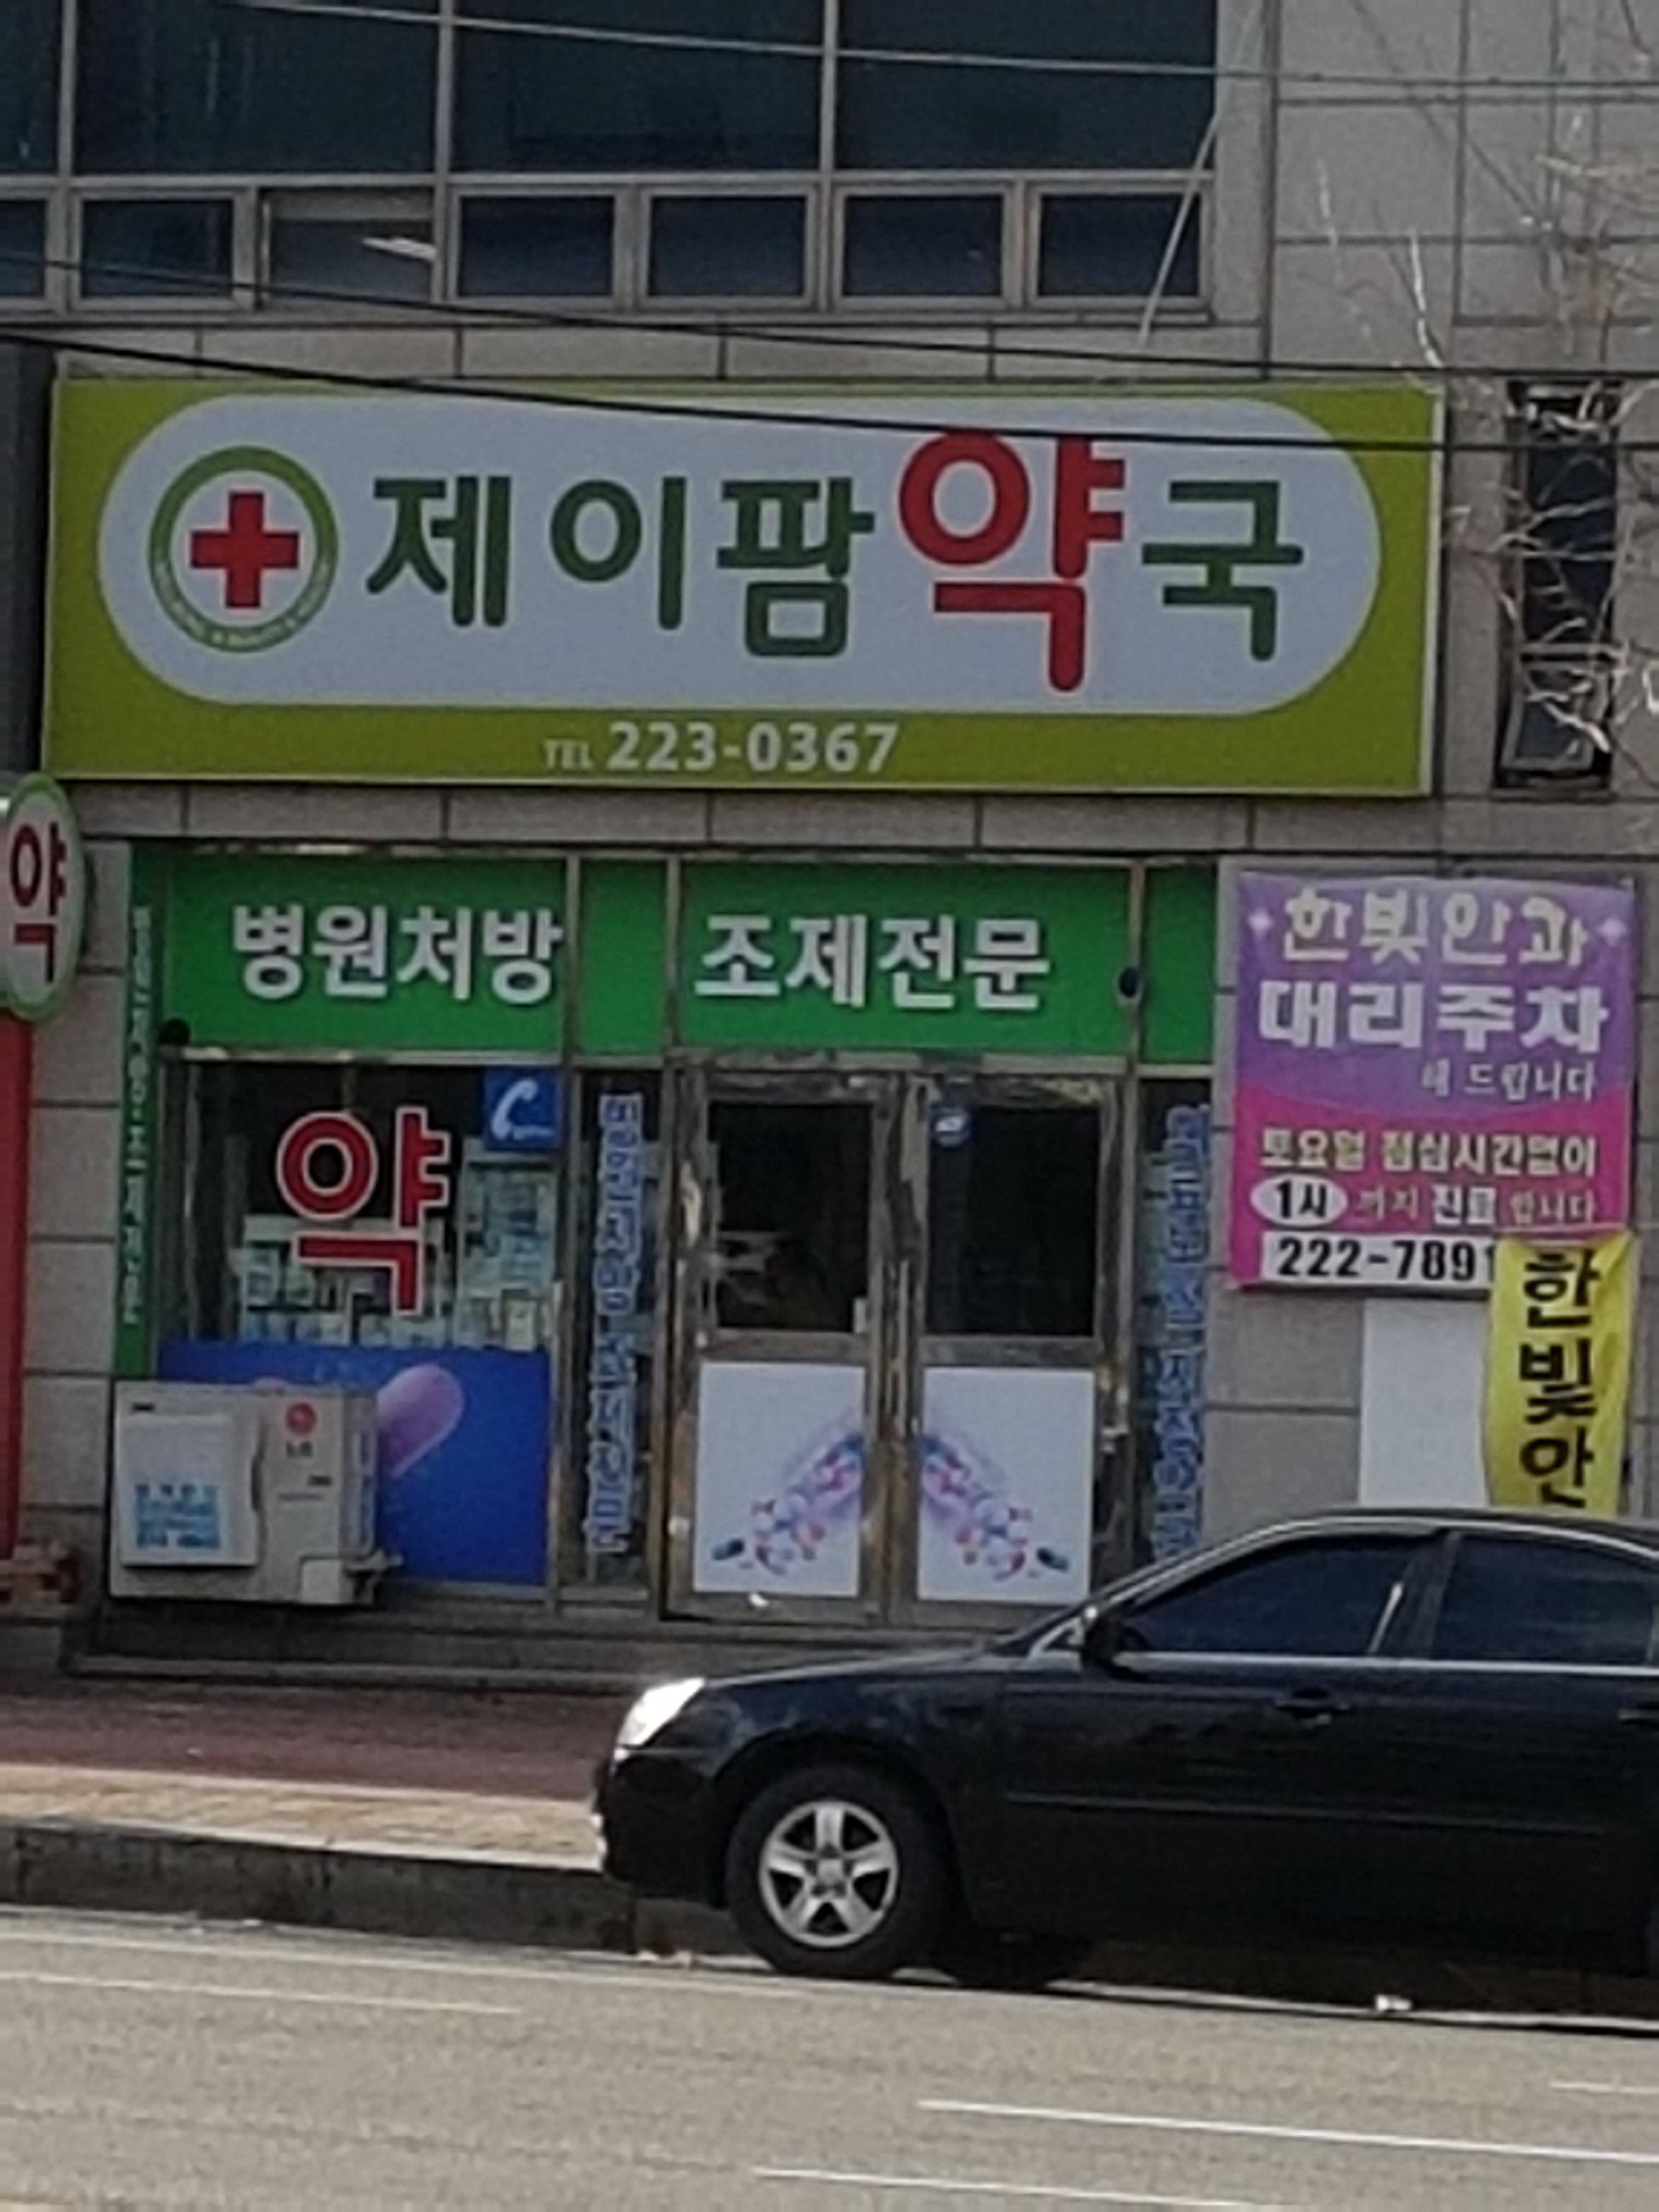 제이팜약국
TEL 223-0367
약
병원처방 조제전문
약
한빛안과
대리주차
해 드립니다
토요일 점심시간없이
1시 까지 진료 합니다
222-7891
한빛안
LG